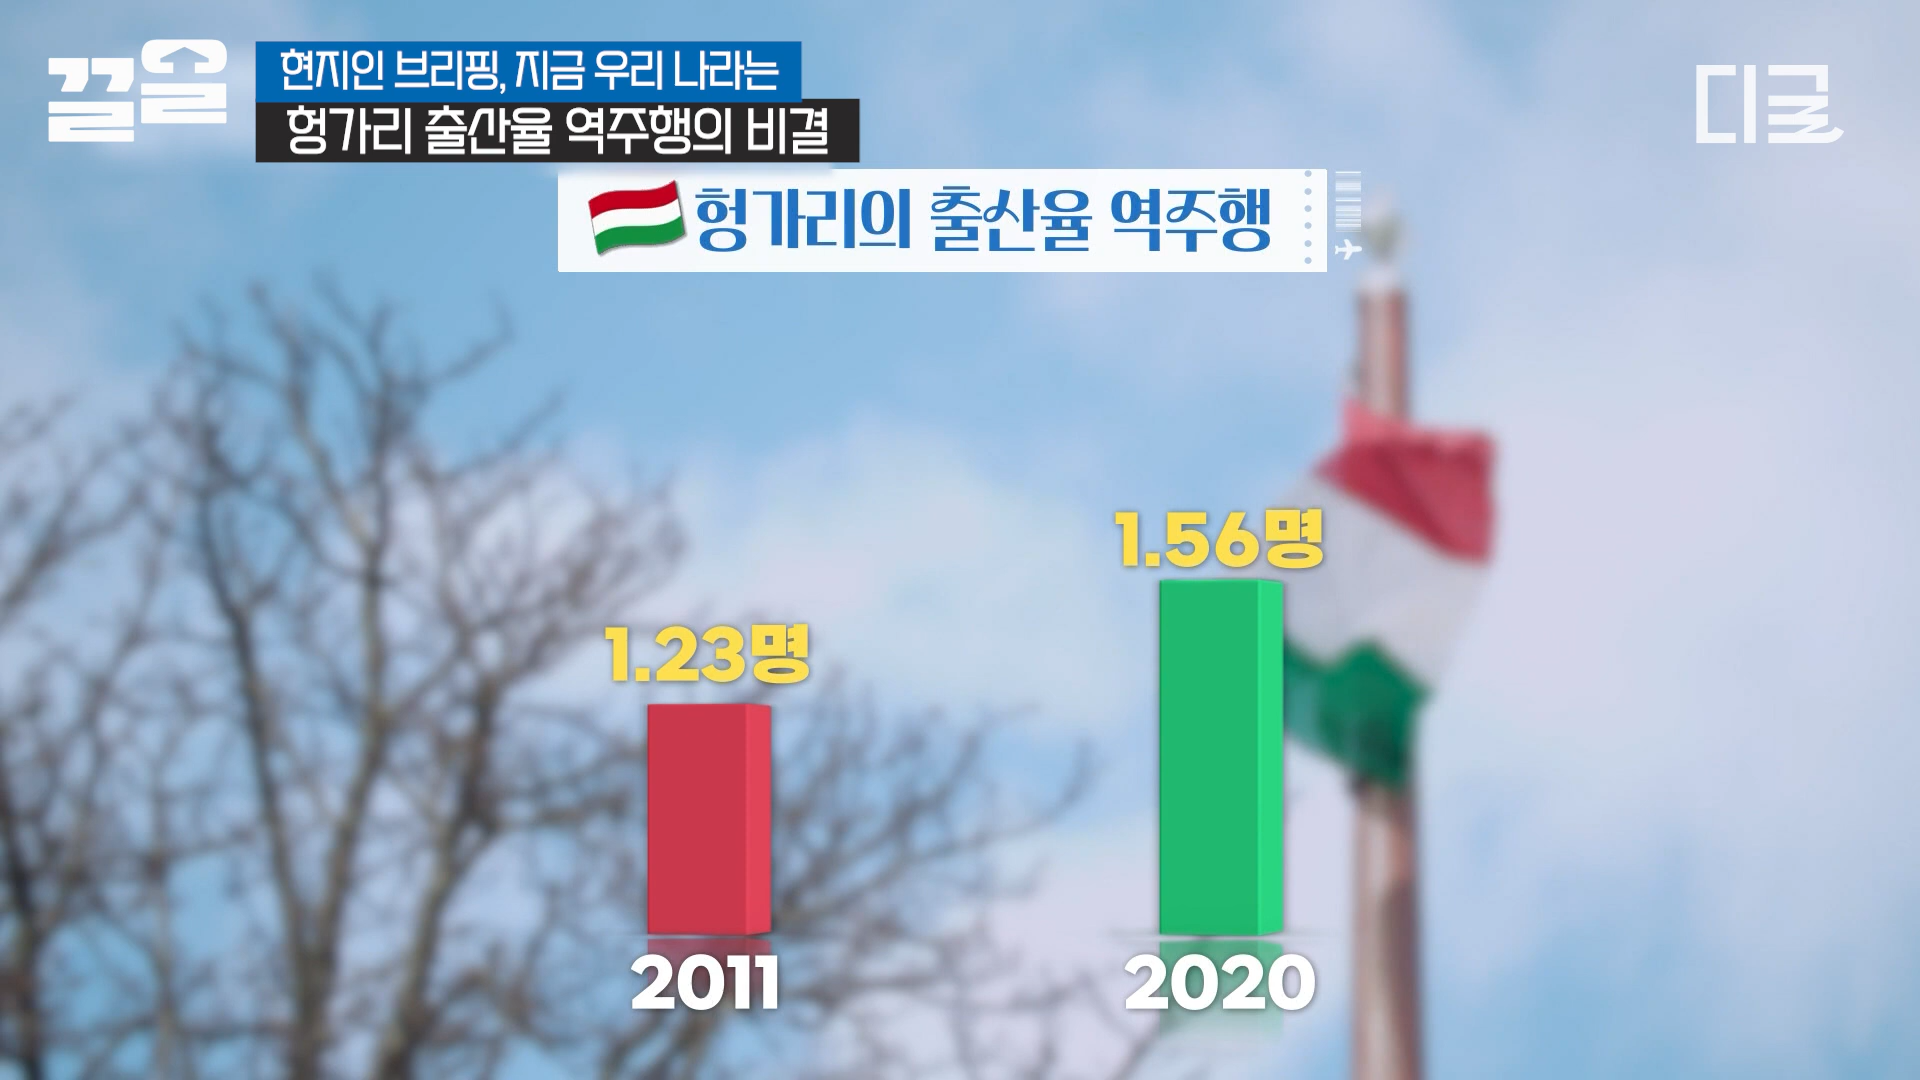 끌올
현지인 브리핑, 지금 우리 나라는
헝가리 출산율 역주행의 비결
디글
헝가리의 출산율 역주행
1.23명
1.56명
2011
2020